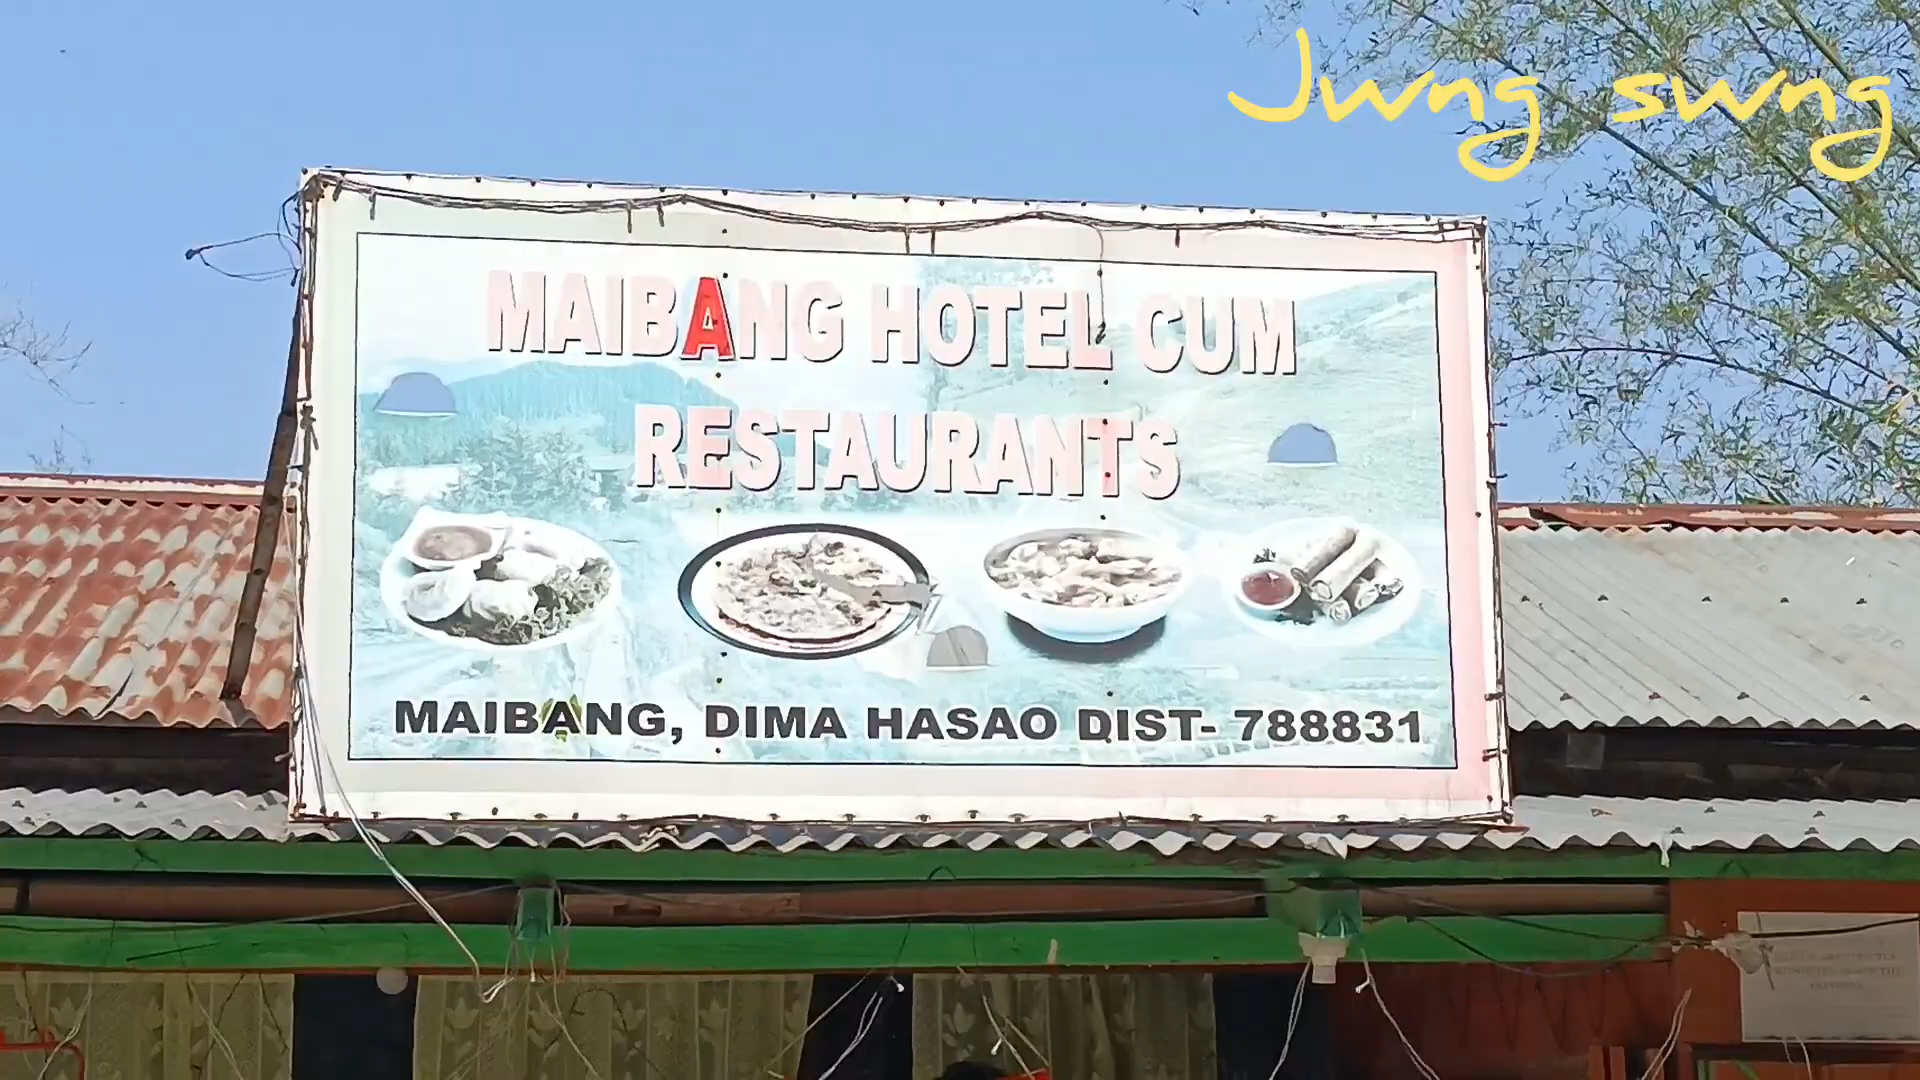 Jwng swng
MAIBANG HOTEL CUM
RESTAURANTS
MAIBANG, DIMA HASAO DIST- 788831